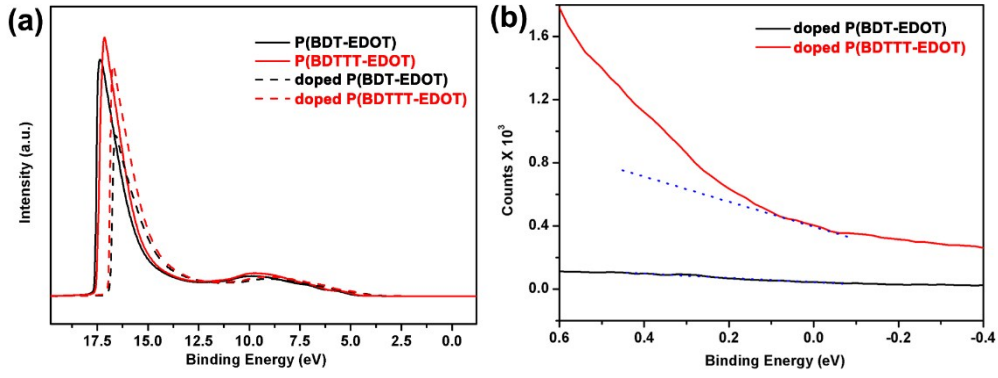 (a)
P(BDT-EDOT)
P(BDTTT-EDOT)
doped P(BDT-EDOT)
doped P(BDTTT-EDOT)
Intensity (a.u.)
17.5 15.0 12.5 10.0 7.5 5.0 2.5 0.0
Binding Energy (eV)
(b)
doped P(BDT-EDOT)
doped P(BDTTT-EDOT)
Counts X 10³
1.6
1.2
0.8
0.4
0.0
0.6 0.4 0.2 0.0 -0.2 -0.4
Binding Energy (eV)